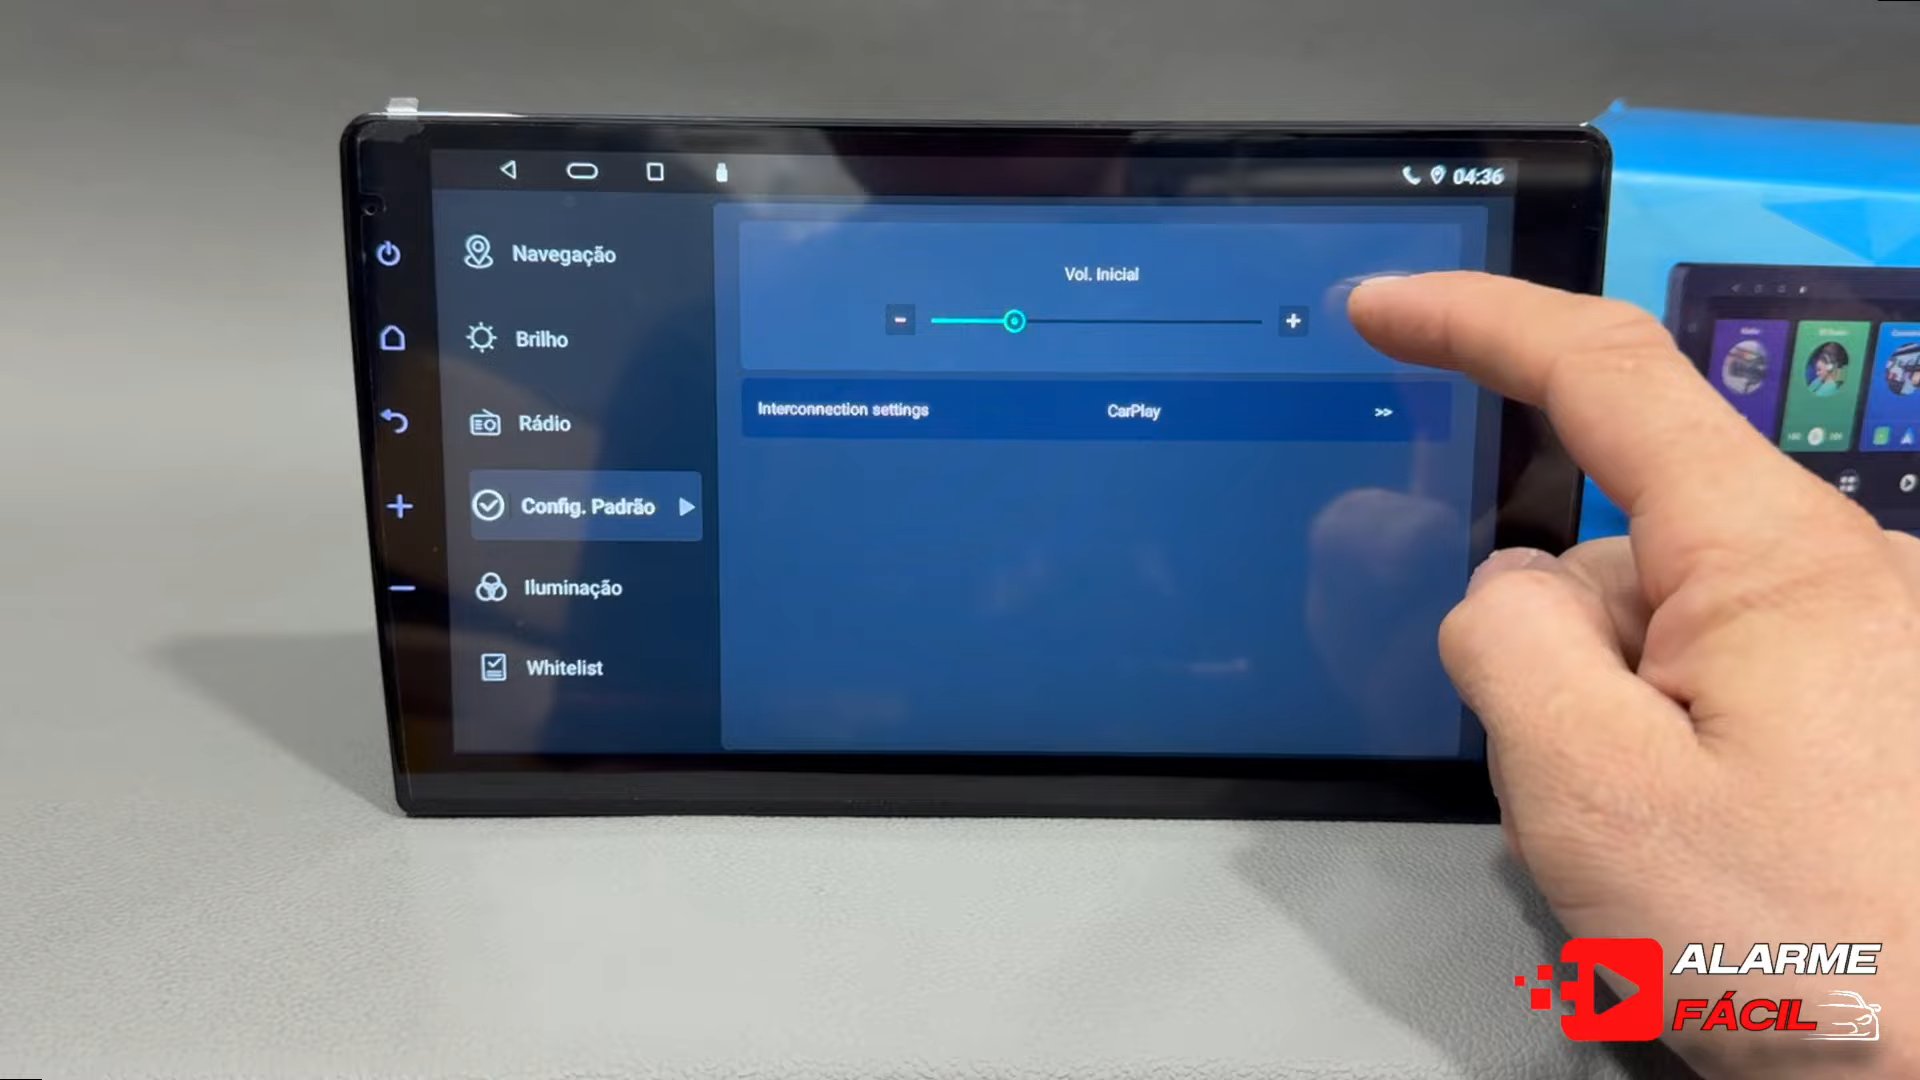 04:36
Navegação
Brilho
Rádio
Config. Padrão
Iluminação
Whitelist
Vol. Inicial
Interconnection settings CarPlay >>
ALARME
FÁCIL